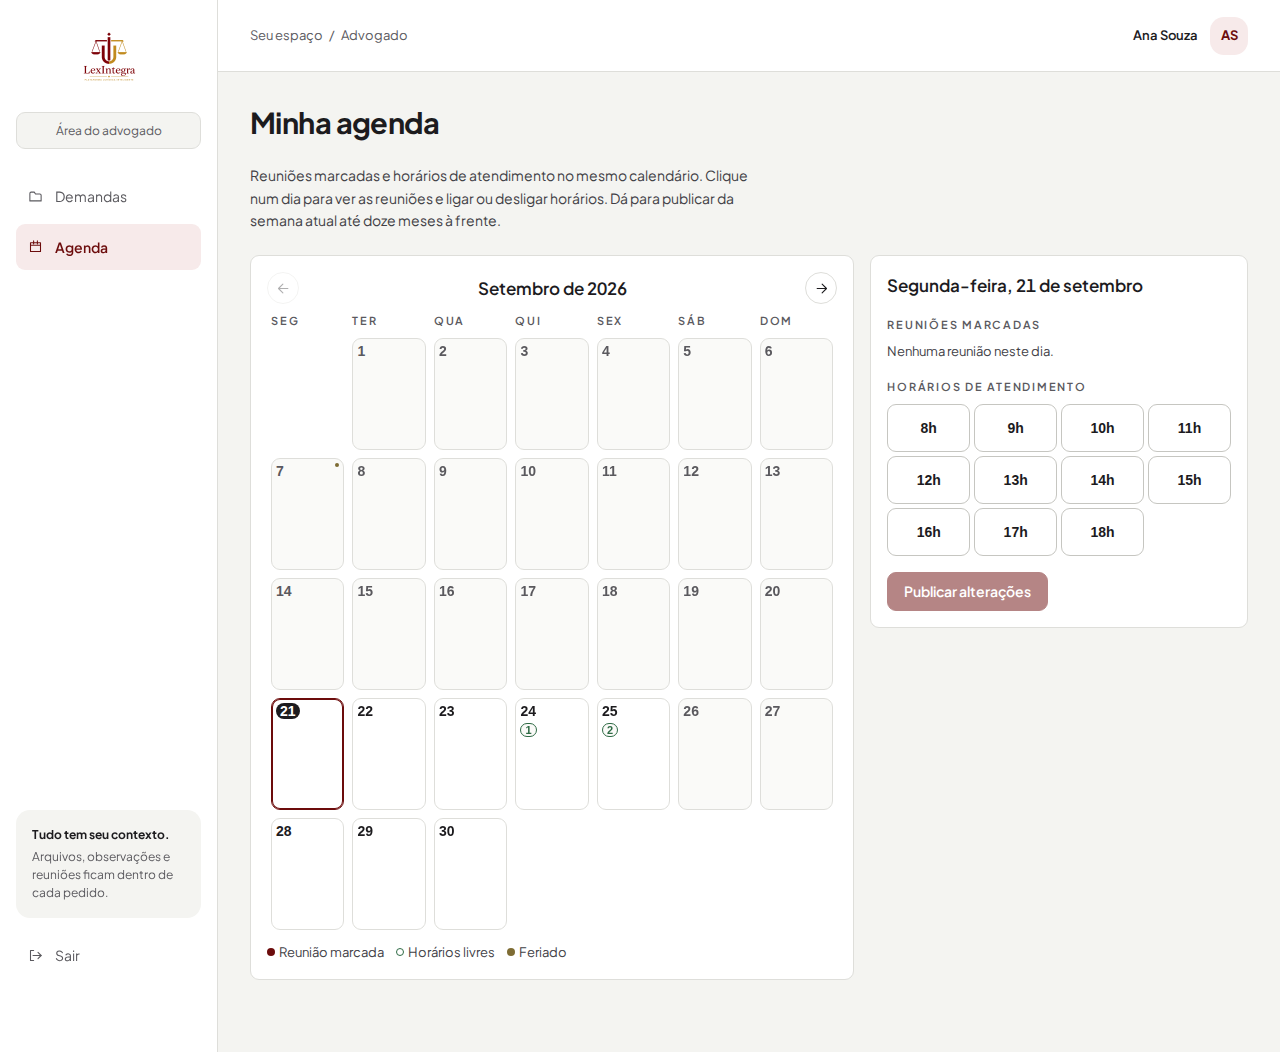 LexIntegra
Área do advogado
Demandas
Agenda
Tudo tem seu contexto.
Arquivos, observações e
reuniões ficam dentro de
cada pedido.
Sair
Seu espaço / Advogado
Ana Souza AS
Minha agenda
Reuniões marcadas e horários de atendimento no mesmo calendário. Clique
num dia para ver as reuniões e ligar ou desligar horários. Dá para publicar da
semana atual até doze meses à frente.
Setembro de 2026
SEG TER QUA QUI SEX SÁB DOM
1 2 3 4 5 6
7 8 9 10 11 12 13
14 15 16 17 18 19 20
21 22 23 24 25 26 27
1 2
28 29 30
Reunião marcada Horários livres Feriado
Segunda-feira, 21 de setembro
REUNIÕES MARCADAS
Nenhuma reunião neste dia.
HORÁRIOS DE ATENDIMENTO
8h 9h 10h 11h
12h 13h 14h 15h
16h 17h 18h
Publicar alterações